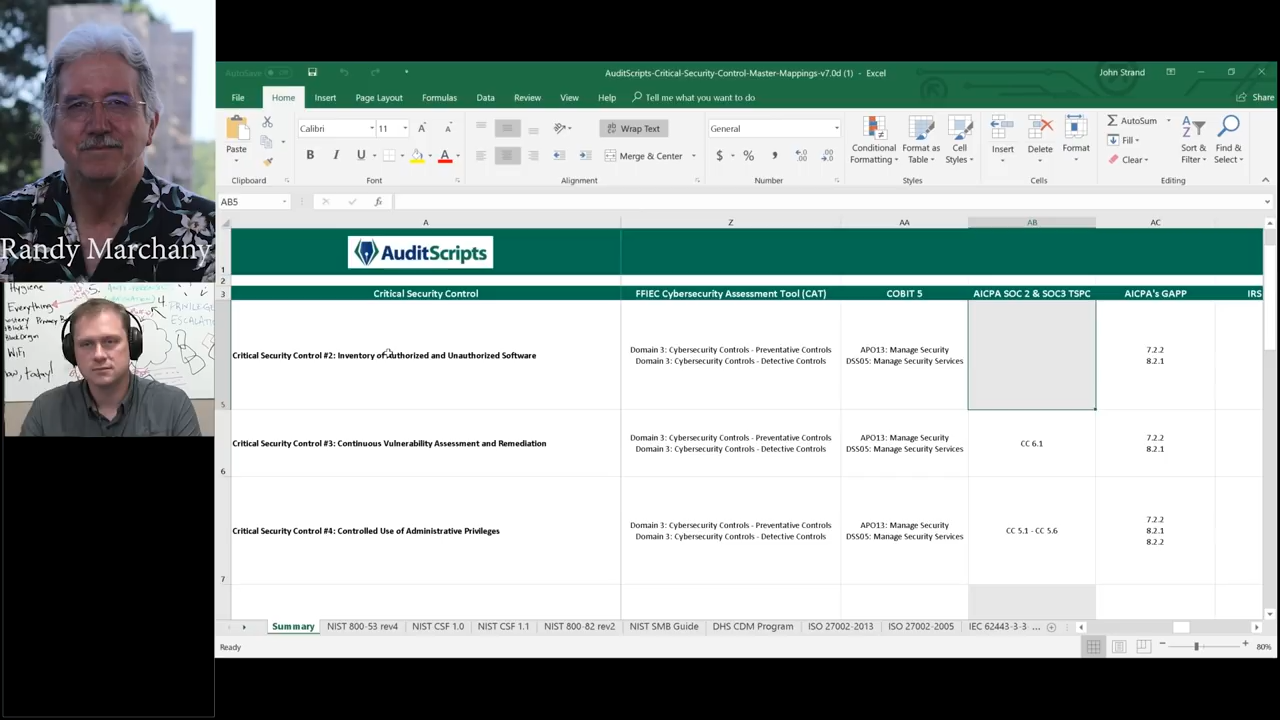 Randy Marchany
Hygiene
Everything
WiFi
AutoSave Off
AuditScripts-Critical-Security-Control-Master-Mappings-v7.0d (1) - Excel
John Strand
File Home Insert Page Layout Formulas Data Review View Help Tell me what you want to do Share
Paste
Calibri 11
B I U
Wrap Text
Merge & Center
General
$ % ,
Conditional Formatting
Format as Table
Cell Styles
Insert
Delete
Format
AutoSum
Fill
Clear
Sort & Filter
Find & Select
Clipboard Font Alignment Number Styles Cells Editing
AB5 fx
A Z AA AB AC
1
AuditScripts
2
3 Critical Security Control FFIEC Cybersecurity Assessment Tool (CAT) COBIT 5 AICPA SOC 2 & SOC3 TSPC AICPA's GAPP IRS
Critical Security Control #2: Inventory of Authorized and Unauthorized Software
Domain 3: Cybersecurity Controls - Preventative Controls
Domain 3: Cybersecurity Controls - Detective Controls
APO13: Manage Security
DSS05: Manage Security Services
7.2.2
8.2.1
5
Critical Security Control #3: Continuous Vulnerability Assessment and Remediation
Domain 3: Cybersecurity Controls - Preventative Controls
Domain 3: Cybersecurity Controls - Detective Controls
APO13: Manage Security
DSS05: Manage Security Services
CC 6.1
7.2.2
8.2.1
6
Critical Security Control #4: Controlled Use of Administrative Privileges
Domain 3: Cybersecurity Controls - Preventative Controls
Domain 3: Cybersecurity Controls - Detective Controls
APO13: Manage Security
DSS05: Manage Security Services
CC 5.1 - CC 5.6
7.2.2
8.2.1
8.2.2
7
Summary NIST 800-53 rev4 NIST CSF 1.0 NIST CSF 1.1 NIST 800-82 rev2 NIST SMB Guide DHS CDM Program ISO 27002-2013 ISO 27002-2005 IEC 62443-3-3- ...
Ready
80%